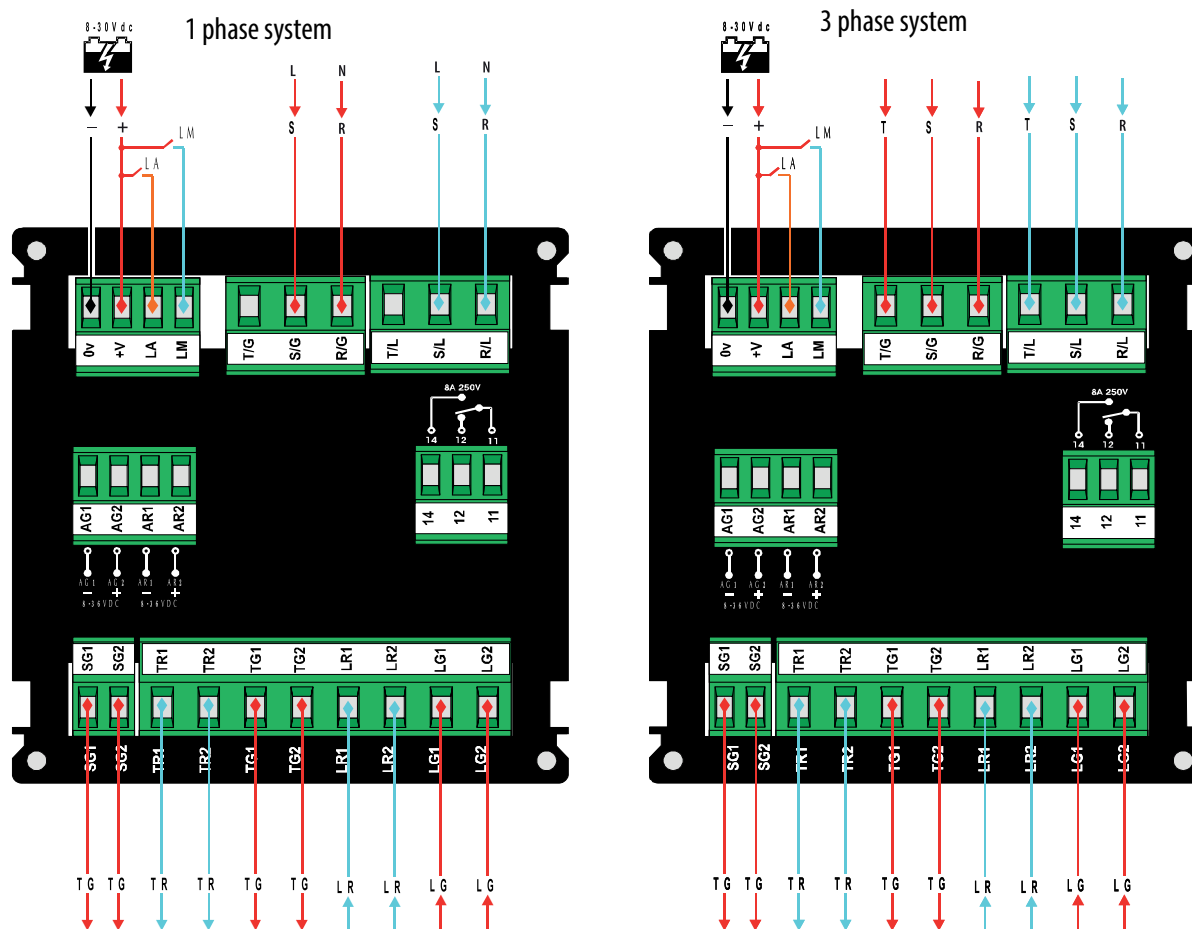 1 phase system
8-30Vdc
L N L N
– +
S R S R
LM
LA
0v +V LA LM T/G S/G R/G T/L S/L R/L
8A 250V
14 12 11
AG1 AG2 AR1 AR2
14 12 11
AG1 AG2 AR1 AR2
– + – +
8-36VDC
SG1 SG2 TR1 TR2 TG1 TG2 LR1 LR2 LG1 LG2
SG1 SG2 TR1 TR2 TG1 TG2 LR1 LR2 LG1 LG2
TG TG TR TR TG TG LR LR LG LG
3 phase system
8-30Vdc
– +
T S R T S R
LM
LA
0v +V LA LM T/G S/G R/G T/L S/L R/L
8A 250V
14 12 11
AG1 AG2 AR1 AR2
14 12 11
AG1 AG2 AR1 AR2
– + – +
8-36VDC
SG1 SG2 TR1 TR2 TG1 TG2 LR1 LR2 LG1 LG2
SG1 SG2 TR1 TR2 TG1 TG2 LR1 LR2 LG1 LG2
TG TG TR TR TG TG LR LR LG LG